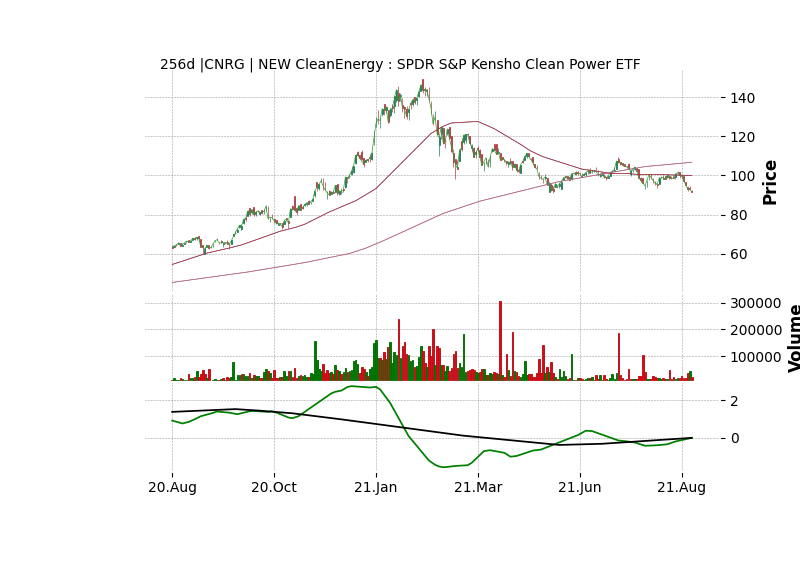 256d |CNRG | NEW CleanEnergy : SPDR S&P Kensho Clean Power ETF
140
120
100
80
60
Price
300000
200000
100000
Volume
2
0
20.Aug 20.Oct 21.Jan 21.Mar 21.Jun 21.Aug